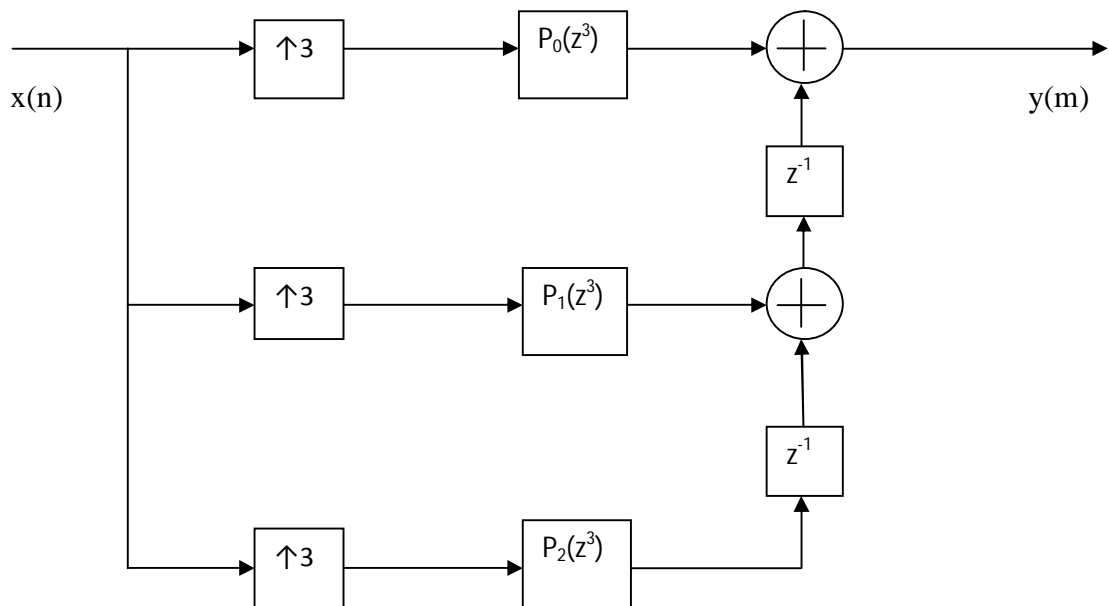 ↑3
P₀(z³)
x(n)
y(m)
z⁻¹
↑3
P₁(z³)
z⁻¹
↑3
P₂(z³)